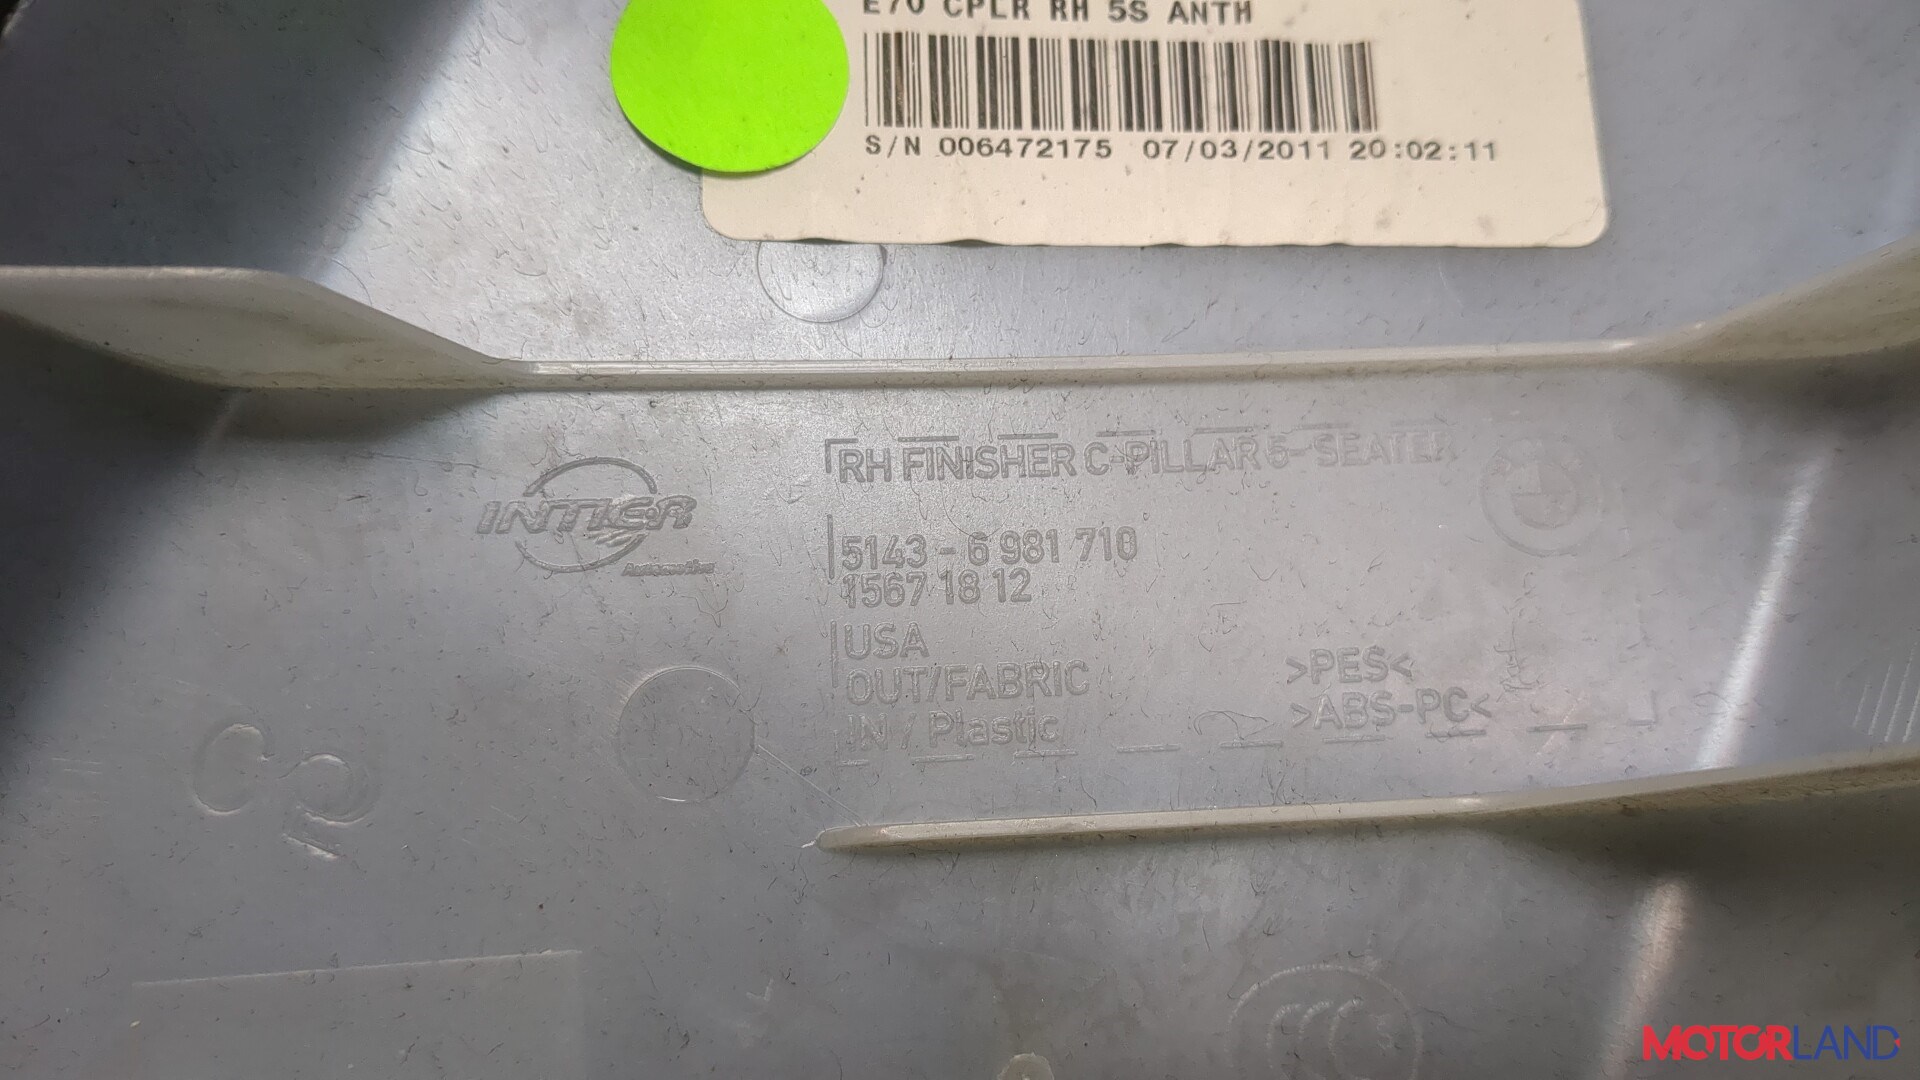 E70 CPLR RH 5S ANTH
S/N 006472175 07/03/2011 20:02:11
RH FINISHER C-PILLAR 5-SEATER
INTIER
Automotive
5143-6 981 710
1567 18 12
USA
OUT/FABRIC
>PES<
IN / Plastic
>ABS-PC<
MOTORLAND